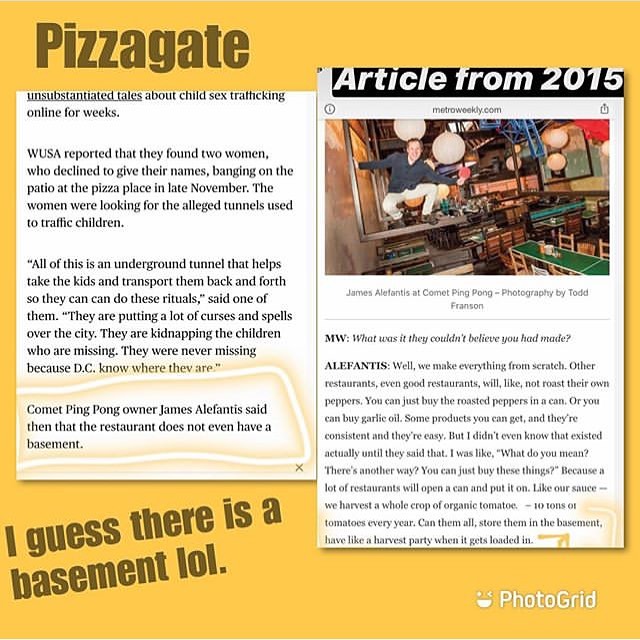 Pizzagate
unsubstantiated tales about child sex trafficking
online for weeks.
WUSA reported that they found two women,
who declined to give their names, banging on the
patio at the pizza place in late November. The
women were looking for the alleged tunnels used
to traffic children.
“All of this is an underground tunnel that helps
take the kids and transport them back and forth
so they can can do these rituals,” said one of
them. “They are putting a lot of curses and spells
over the city. They are kidnapping the children
who are missing. They were never missing
because D.C. know where they are.”
Comet Ping Pong owner James Alefantis said
then that the restaurant does not even have a
basement.
I guess there is a
basement lol.
Article from 2015
metroweekly.com
James Alefantis at Comet Ping Pong – Photography by Todd
Franson
MW: What was it they couldn’t believe you had made?
ALEFANTIS: Well, we make everything from scratch. Other
restaurants, even good restaurants, will, like, not roast their own
peppers. You can just buy the roasted peppers in a can. Or you
can buy garlic oil. Some products you can get, and they’re
consistent and they’re easy. But I didn’t even know that existed
actually until they said that. I was like, “What do you mean?
There’s another way? You can just buy these things?” Because a
lot of restaurants will open a can and put it on. Like our sauce —
we harvest a whole crop of organic tomatoe. – 10 tons of
tomatoes every year. Can them all, store them in the basement,
have like a harvest party when it gets loaded in.
PhotoGrid